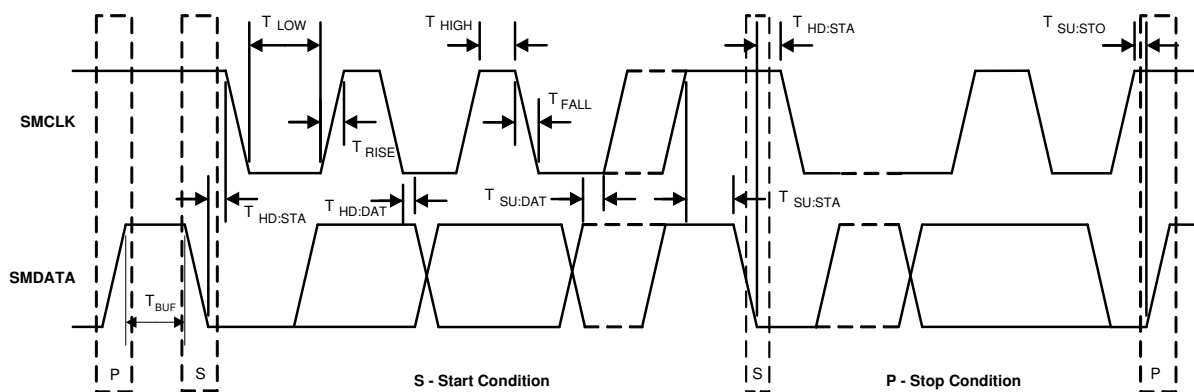 T LOW
T HIGH
T HD:STA
T SU:STO
SMCLK
T FALL
T RISE
T HD:STA
T HD:DAT
T SU:DAT
T SU:STA
SMDATA
T BUF
P
S
S - Start Condition
S
P - Stop Condition
P